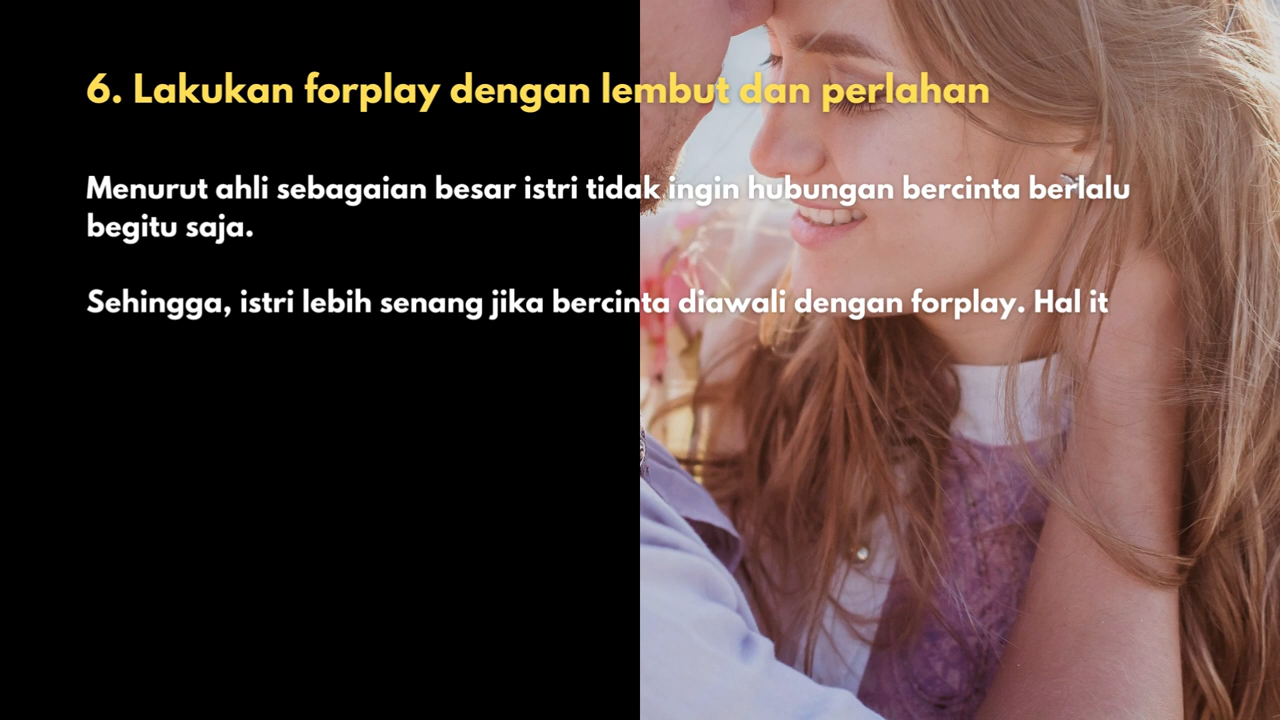 6. Lakukan forplay dengan lembut dan perlahan
Menurut ahli sebagaian besar istri tidak ingin hubungan bercinta berlalu
begitu saja.
Sehingga, istri lebih senang jika bercinta diawali dengan forplay. Hal it